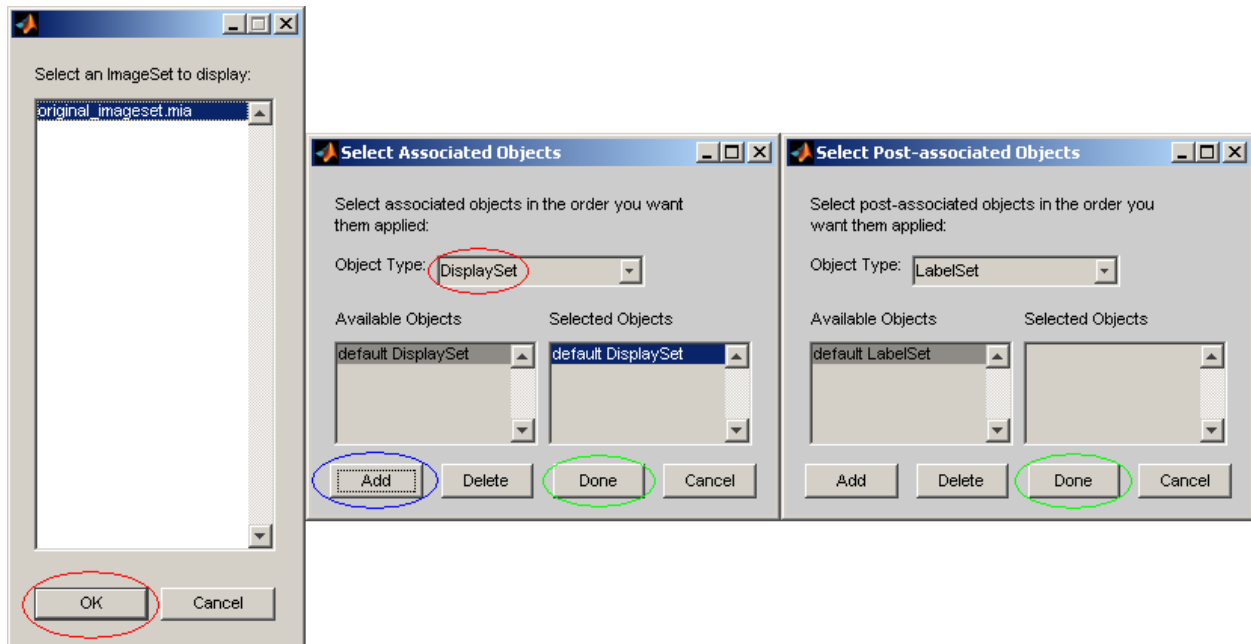 Select an ImageSet to display:
original_imageset.mia
OK
Cancel
Select Associated Objects
Select associated objects in the order you want
them applied:
Object Type:
DisplaySet
Available Objects
Selected Objects
default DisplaySet
default DisplaySet
Add
Delete
Done
Cancel
Select Post-associated Objects
Select post-associated objects in the order you
want them applied:
Object Type:
LabelSet
Available Objects
Selected Objects
default LabelSet
Add
Delete
Done
Cancel